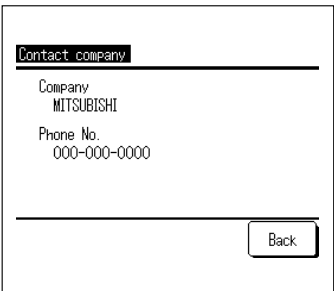 Contact company
Company
MITSUBISHI
Phone No.
000-000-0000
Back